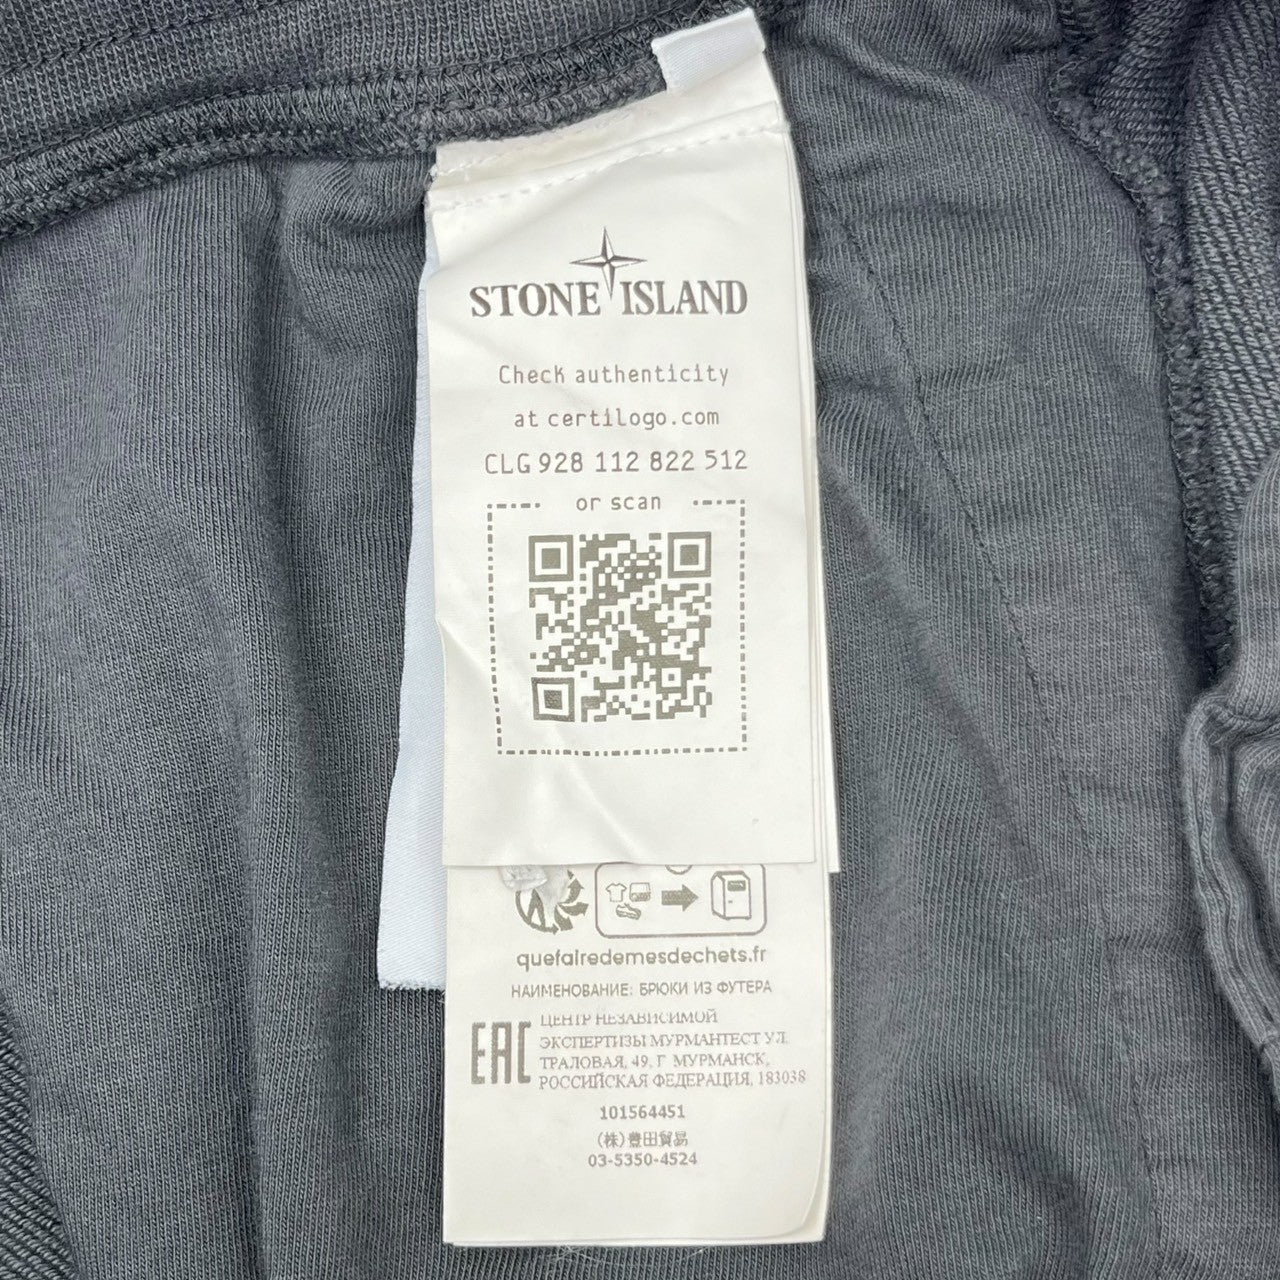 STONE ISLAND
Check authenticity
at certilogo.com
CLG 928 112 822 512
or scan
quefairedemesdechets.fr
НАИМЕНОВАНИЕ: БРЮКИ ИЗ ФУТЕРА
EAC
ЦЕНТР НЕЗАВИСИМОЙ
ЭКСПЕРТИЗЫ МУРМАНТЕСТ УЛ.
ТРАЛОВАЯ, 49, Г. МУРМАНСК,
РОССИЙСКАЯ ФЕДЕРАЦИЯ, 183038
101564451
(株)豊田貿易
03-5350-4524